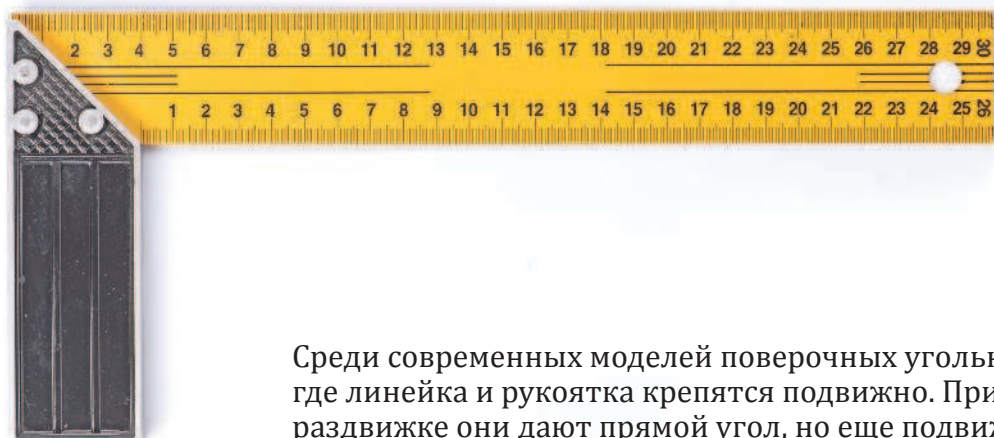 2 3 4 5 6 7 8 9 10 11 12 13 14 15 16 17 18 19 20 21 22 23 24 25 26 27 28 29 30
1 2 3 4 5 6 7 8 9 10 11 12 13 14 15 16 17 18 19 20 21 22 23 24 25 26
Среди современных моделей поверочных угольн
где линейка и рукоятка крепятся подвижно. При
раздвижке они дают прямой угол, но еще подвиж